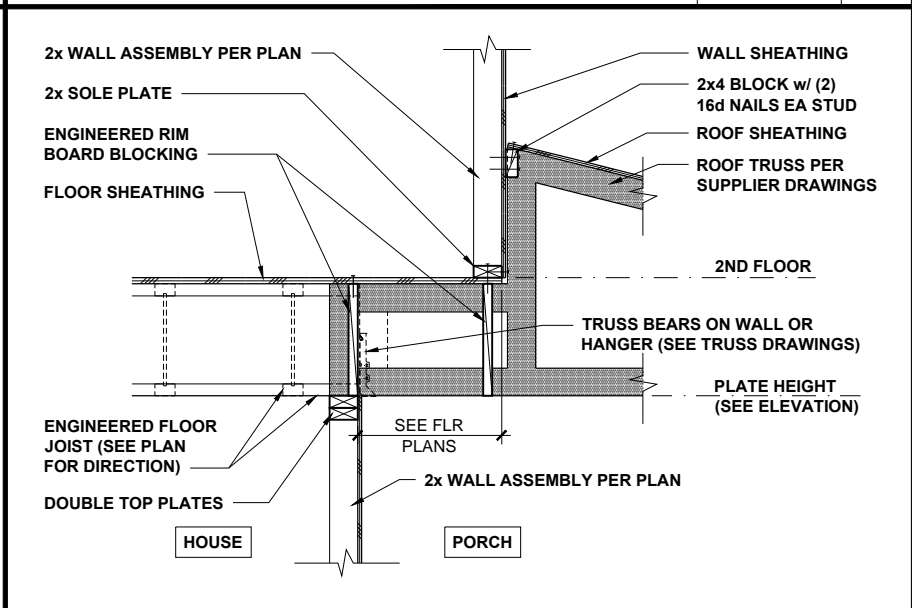 2x WALL ASSEMBLY PER PLAN
2x SOLE PLATE
ENGINEERED RIM
BOARD BLOCKING
FLOOR SHEATHING
WALL SHEATHING
2x4 BLOCK w/ (2)
16d NAILS EA STUD
ROOF SHEATHING
ROOF TRUSS PER
SUPPLIER DRAWINGS
2ND FLOOR
TRUSS BEARS ON WALL OR
HANGER (SEE TRUSS DRAWINGS)
PLATE HEIGHT
(SEE ELEVATION)
ENGINEERED FLOOR
JOIST (SEE PLAN
FOR DIRECTION)
DOUBLE TOP PLATES
SEE FLR
PLANS
2x WALL ASSEMBLY PER PLAN
HOUSE
PORCH